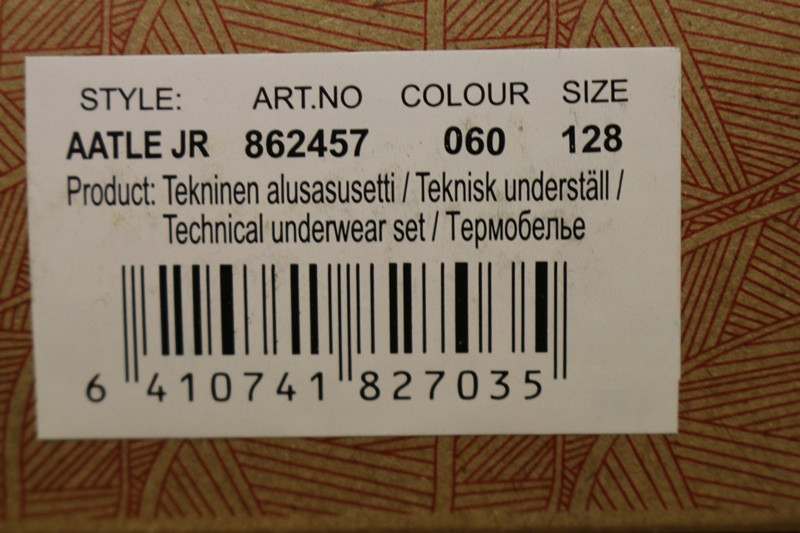 STYLE: ART.NO COLOUR SIZE
AATLE JR 862457 060 128
Product: Tekninen alusasusetti / Teknisk underställ /
Technical underwear set / Термобелье
6 410741 827035